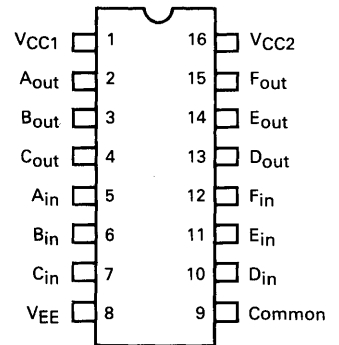 VCC1 1 16 VCC2
Aout 2 15 Fout
Bout 3 14 Eout
Cout 4 13 Dout
Ain 5 12 Fin
Bin 6 11 Ein
Cin 7 10 Din
VEE 8 9 Common